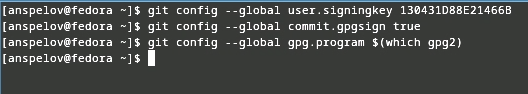 [anspelov@fedora ~]$ git config --global user.signingkey 130431D88E21466B
[anspelov@fedora ~]$ git config --global commit.gpgsign true
[anspelov@fedora ~]$ git config --global gpg.program $(which gpg2)
[anspelov@fedora ~]$